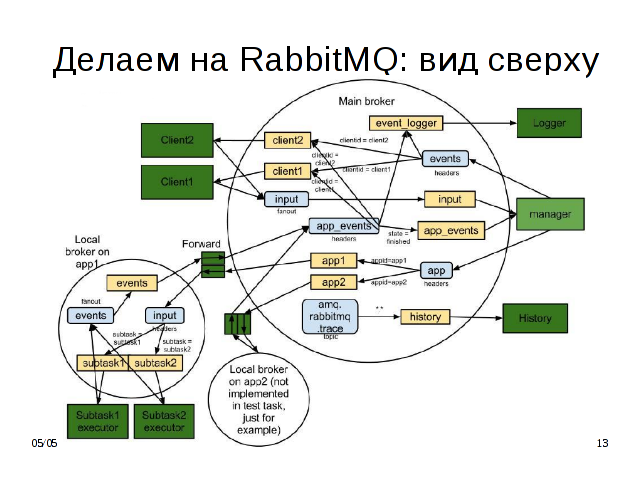 Делаем на RabbitMQ: вид сверху
Main broker
event_logger
Logger
Client2
client2
clientid = client2
events
headers
clientid =
client2
Client1
client1
clientid = client1
clientid =
client1
input
fanout
input
manager
app_events
headers
state =
finished
app_events
Local
broker on
app1
Forward
app1
appid=app1
app
headers
app2
appid=app2
events
fanout
events
input
headers
amq.
rabbitmq
.trace
topic
*.*
history
History
subtask =
subtask1
subtask =
subtask2
subtask1
subtask2
Local broker
on app2 (not
implemented
in test task,
just for
example)
Subtask1
executor
Subtask2
executor
05/05
13